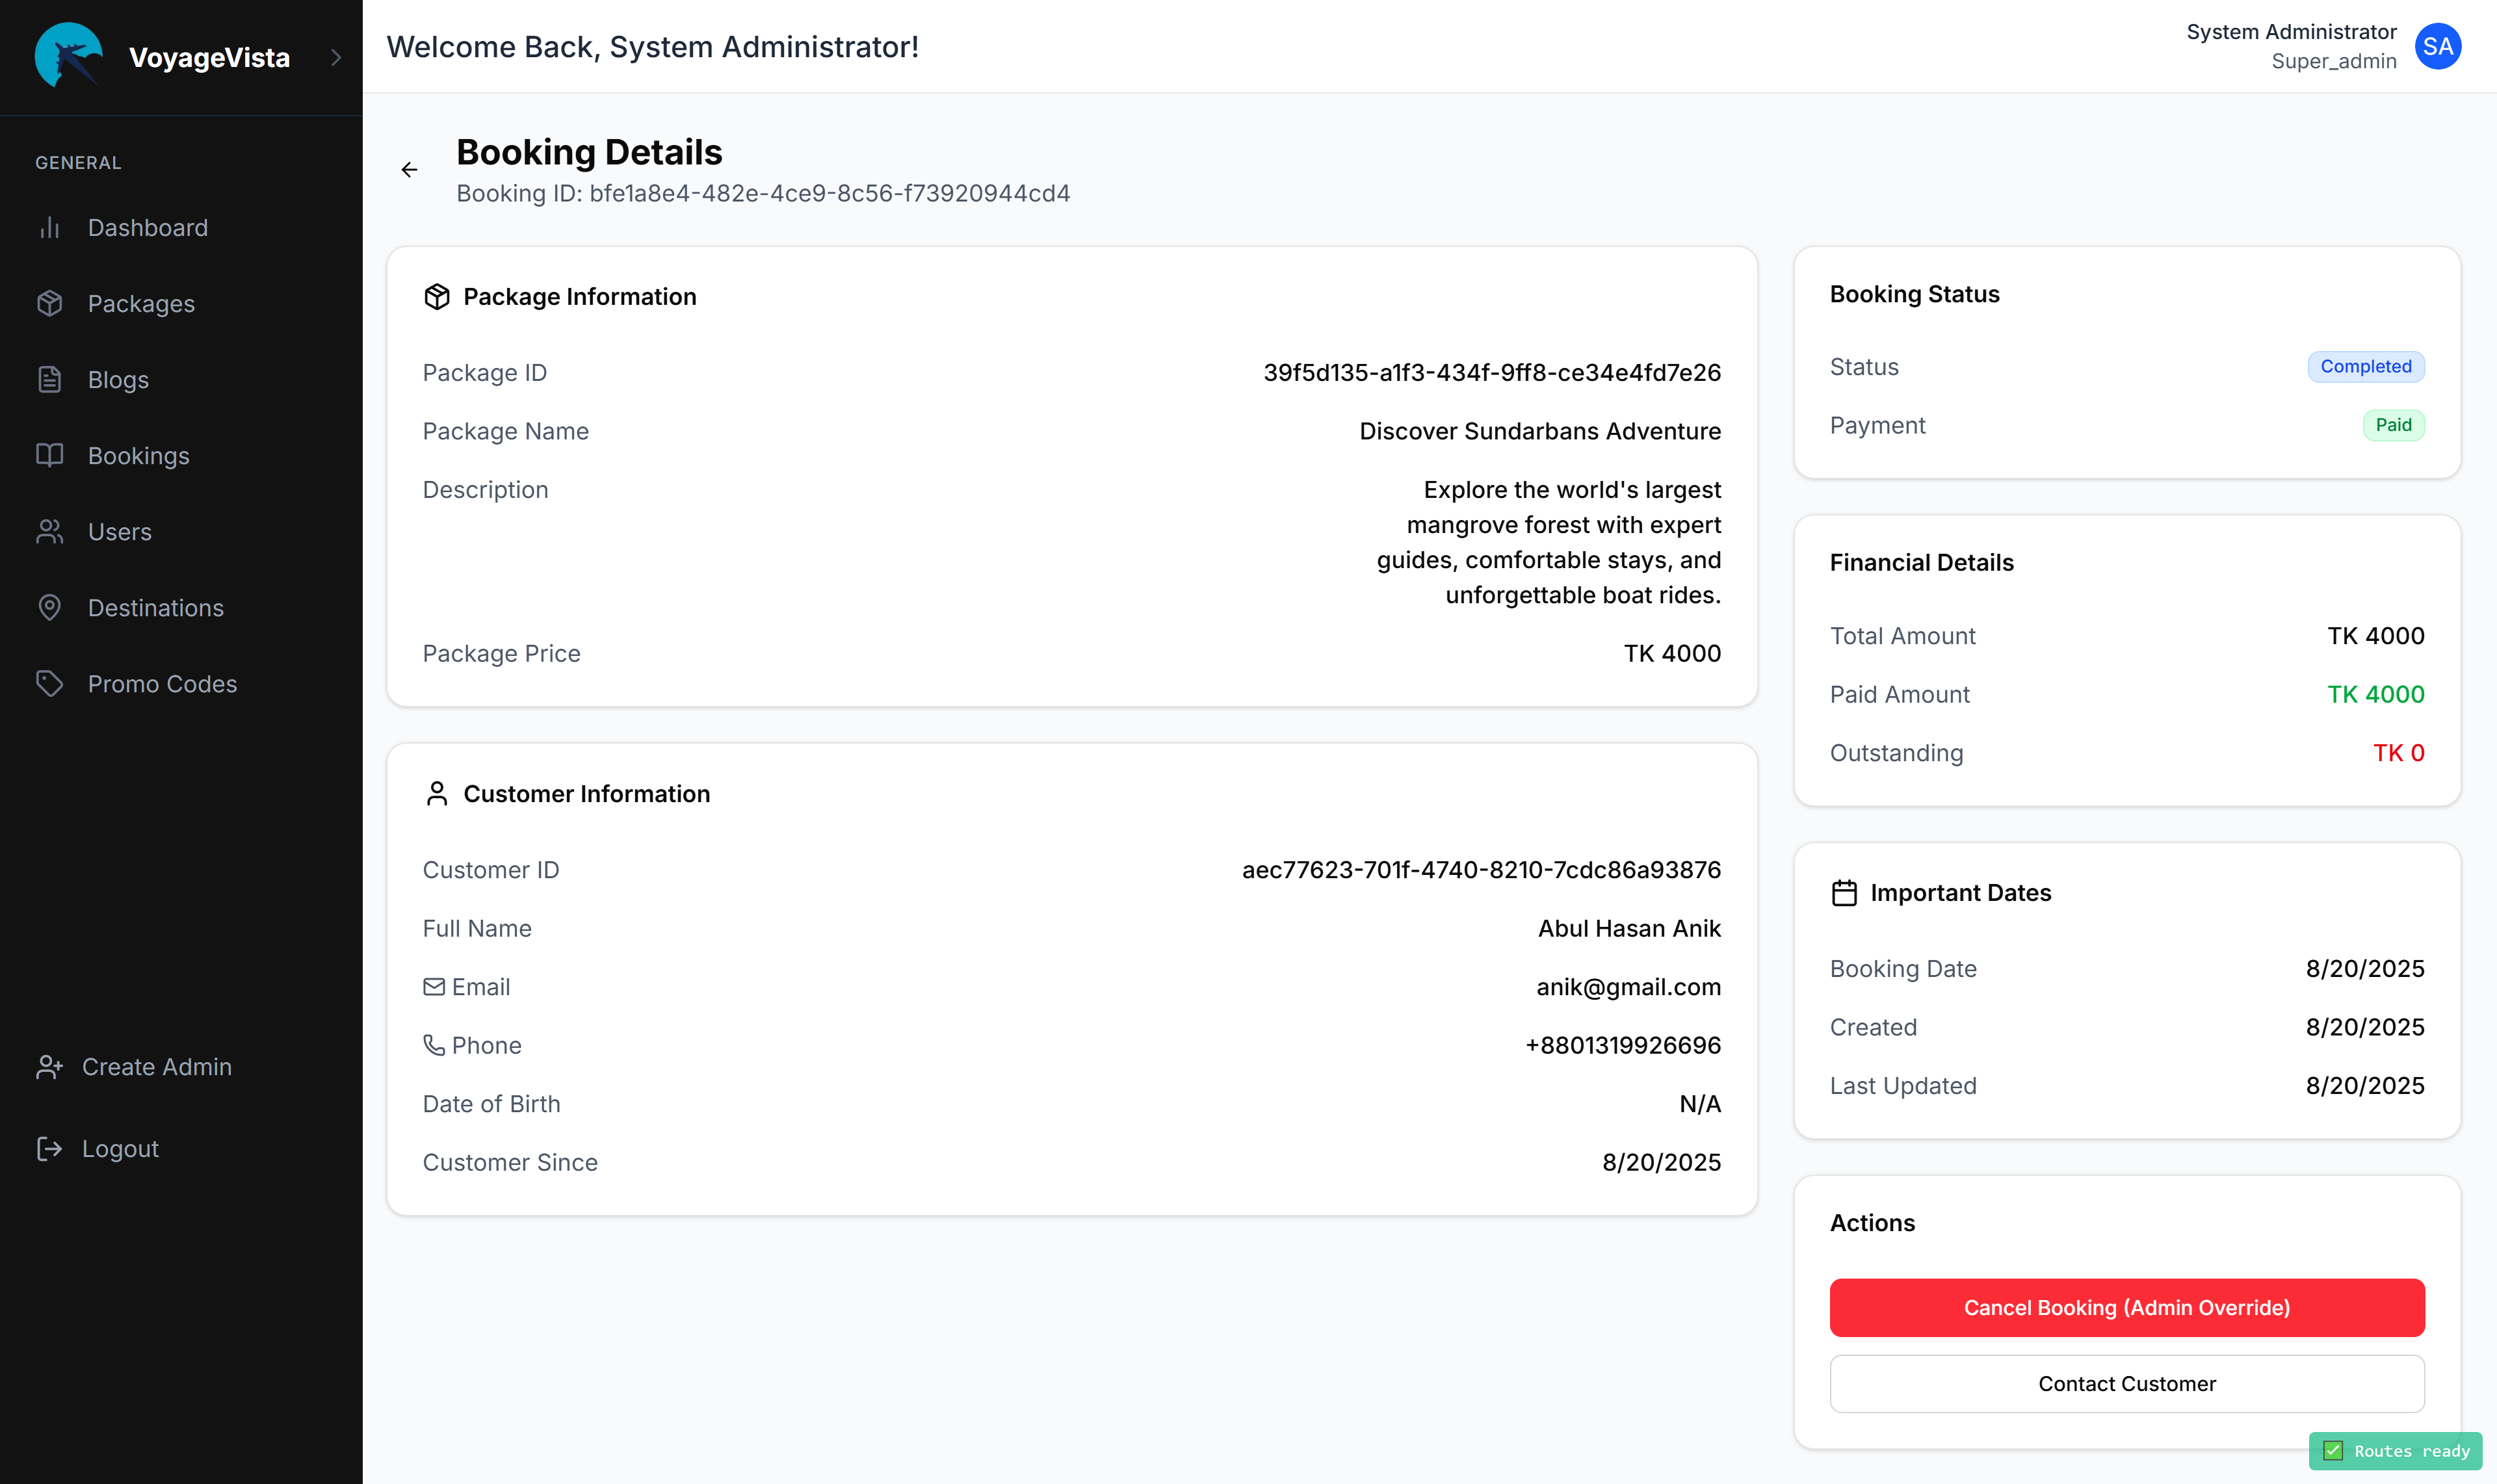 VoyageVista
GENERAL
Dashboard
Packages
Blogs
Bookings
Users
Destinations
Promo Codes
Create Admin
Logout
Welcome Back, System Administrator!
System Administrator
Super_admin
SA
Booking Details
Booking ID: bfe1a8e4-482e-4ce9-8c56-f73920944cd4
Package Information
Package ID 39f5d135-a1f3-434f-9ff8-ce34e4fd7e26
Package Name Discover Sundarbans Adventure
Description Explore the world's largest
mangrove forest with expert
guides, comfortable stays, and
unforgettable boat rides.
Package Price TK 4000
Customer Information
Customer ID aec77623-701f-4740-8210-7cdc86a93876
Full Name Abul Hasan Anik
Email anik@gmail.com
Phone +8801319926696
Date of Birth N/A
Customer Since 8/20/2025
Booking Status
Status Completed
Payment Paid
Financial Details
Total Amount TK 4000
Paid Amount TK 4000
Outstanding TK 0
Important Dates
Booking Date 8/20/2025
Created 8/20/2025
Last Updated 8/20/2025
Actions
Cancel Booking (Admin Override)
Contact Customer
Routes ready